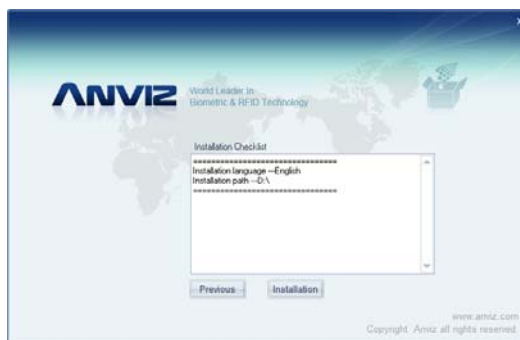 ANVIZ
World Leader in
Biometric & RFID Technology
Installation Checklist
================================
Installation language ---English
Installation path ---D:\
================================
Previous
Installation
www.anviz.com
Copyright Anviz all rights reserved.